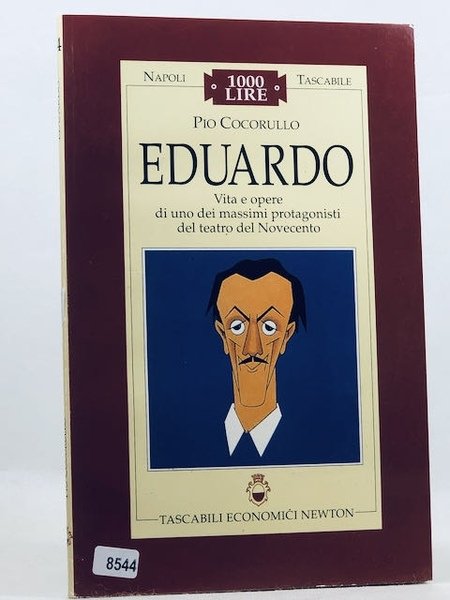 NAPOLI 1000 LIRE TASCABILE
PIO COCORULLO
EDUARDO
Vita e opere
di uno dei massimi protagonisti
del teatro del Novecento
TASCABILI ECONOMICI NEWTON
8544